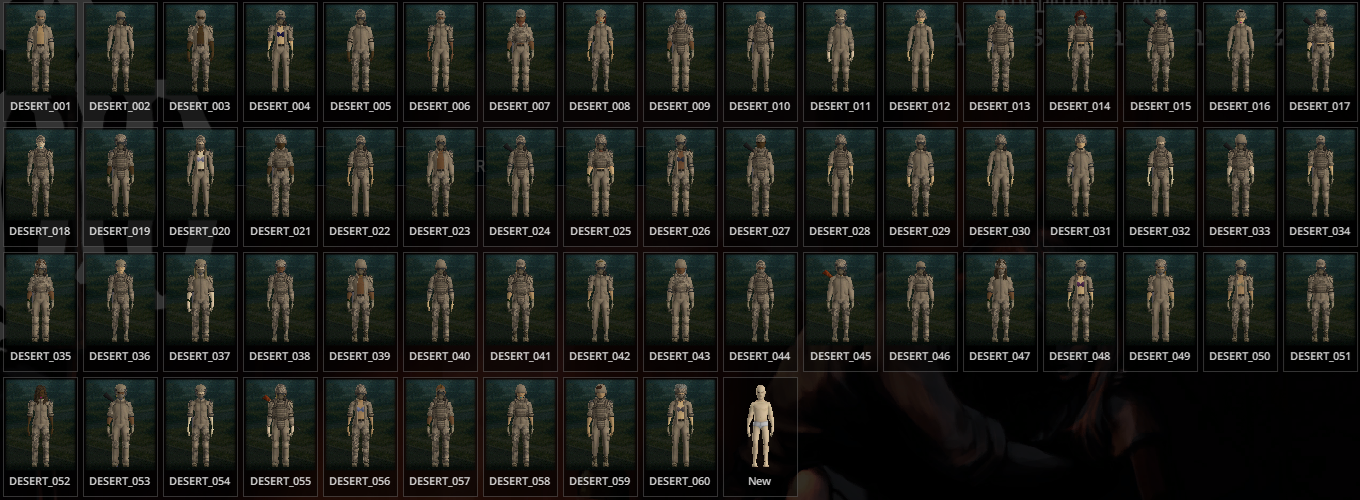 DESERT_001 DESERT_002 DESERT_003 DESERT_004 DESERT_005 DESERT_006 DESERT_007 DESERT_008 DESERT_009 DESERT_010 DESERT_011 DESERT_012 DESERT_013 DESERT_014 DESERT_015 DESERT_016 DESERT_017
DESERT_018 DESERT_019 DESERT_020 DESERT_021 DESERT_022 DESERT_023 DESERT_024 DESERT_025 DESERT_026 DESERT_027 DESERT_028 DESERT_029 DESERT_030 DESERT_031 DESERT_032 DESERT_033 DESERT_034
DESERT_035 DESERT_036 DESERT_037 DESERT_038 DESERT_039 DESERT_040 DESERT_041 DESERT_042 DESERT_043 DESERT_044 DESERT_045 DESERT_046 DESERT_047 DESERT_048 DESERT_049 DESERT_050 DESERT_051
DESERT_052 DESERT_053 DESERT_054 DESERT_055 DESERT_056 DESERT_057 DESERT_058 DESERT_059 DESERT_060 New